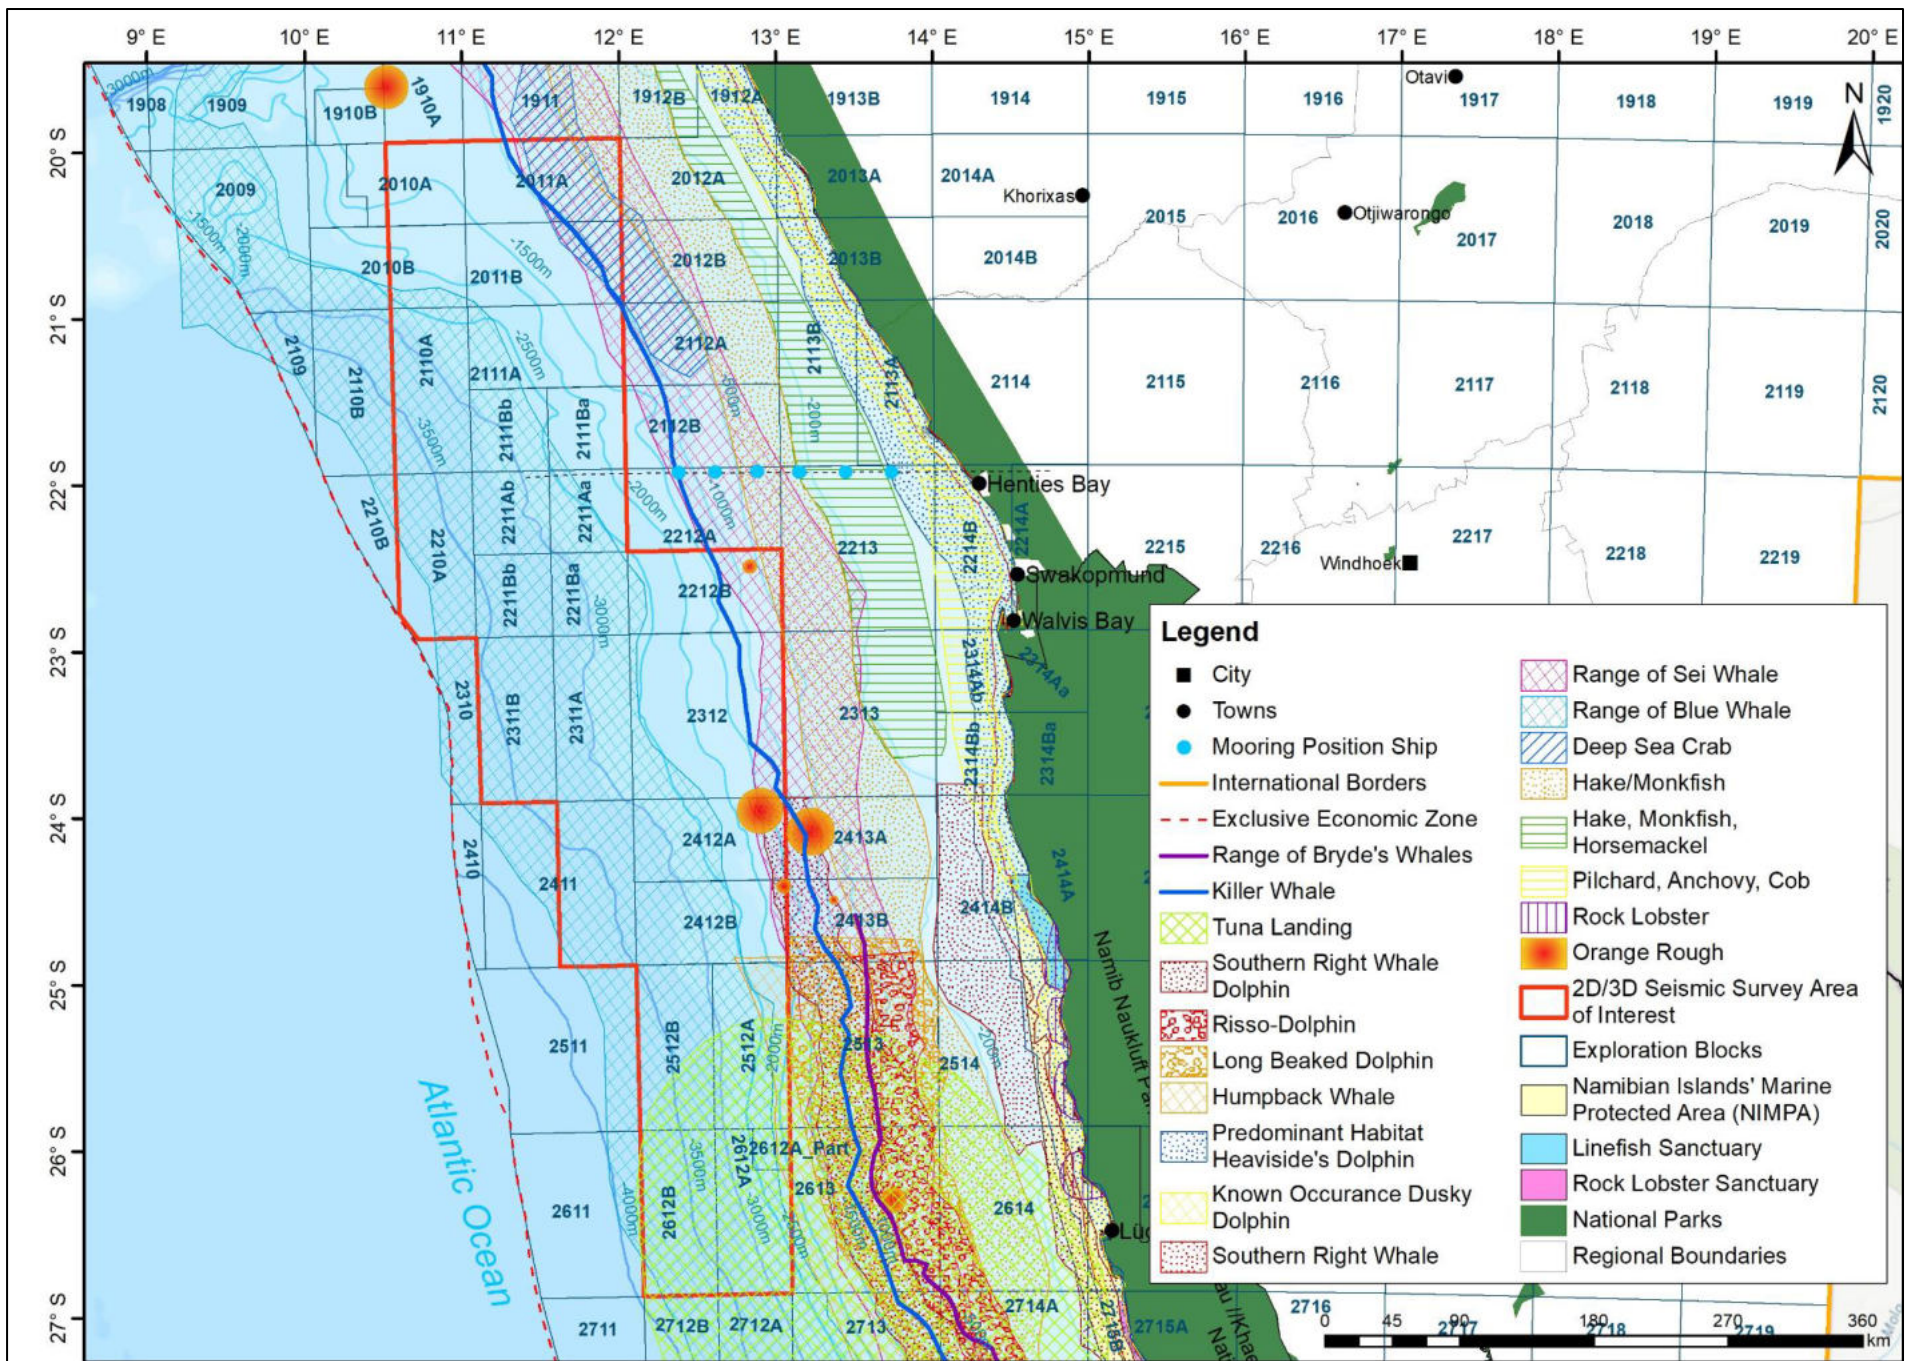 9° E 10° E 11° E 12° E 13° E 14° E 15° E 16° E 17° E 18° E 19° E 20° E
20° S
21° S
22° S
23° S
24° S
25° S
26° S
27° S
N
-3000m
1908 1909 1910B 1910A 1911 1912B 1912A 1913B 1914 1915 1916 1917 1918 1919 1920
Otavi
2009 2010A 2011A 2012A 2013A 2014A
Khorixas
2015 2016 Otjiwarongo 2017 2018 2019 2020
-1500m
-2000m
-1500m
2010B 2011B 2012B 2013B 2014B
2109 2110B 2110A 2111A 2112A 2113B 2113A 2114 2115 2116 2117 2118 2119 2120
-2500m
-500m
-200m
-3500m
2111Bb 2111Ba 2112B
Henties Bay
2210B 2210A 2211Ab 2211Aa 2212A 2213 2214B 2214A 2215 2216 2217 2218 2219
-2000m
-1000m
Windhoek
Swakopmund
2211Bb 2211Ba 2212B
-3000m
Walvis Bay
2310 2311B 2311A 2312 2313 2314Ab 2314Aa
2314Bb 2314Ba
2410 2411 2412A 2413A 2414A
2412B 2413B 2414B
Namib Naukluft
2511 2512B 2512A 2513 2514
-200m
Atlantic Ocean
2611 2612B 2612A 2612A_Part 2613 2614
-4000m
-3500m
-3000m
-2500m
2711 2712B 2712A 2713 2714A 2715B 2715A 2716 2717 2718 2719
Legend
City
Towns
Mooring Position Ship
International Borders
Exclusive Economic Zone
Range of Bryde's Whales
Killer Whale
Tuna Landing
Southern Right Whale
Dolphin
Risso-Dolphin
Long Beaked Dolphin
Humpback Whale
Predominant Habitat
Heaviside's Dolphin
Known Occurance Dusky
Dolphin
Southern Right Whale
Range of Sei Whale
Range of Blue Whale
Deep Sea Crab
Hake/Monkfish
Hake, Monkfish,
Horsemackel
Pilchard, Anchovy, Cob
Rock Lobster
Orange Rough
2D/3D Seismic Survey Area
of Interest
Exploration Blocks
Namibian Islands' Marine
Protected Area (NIMPA)
Linefish Sanctuary
Rock Lobster Sanctuary
National Parks
Regional Boundaries
0 45 90 180 270 360
km